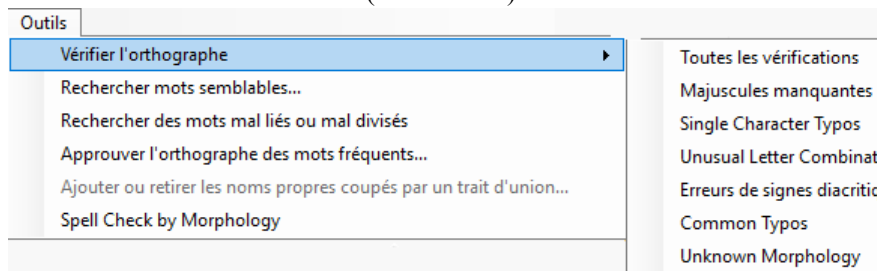 Outils
Vérifier l'orthographe
Rechercher mots semblables...
Rechercher des mots mal liés ou mal divisés
Approuver l'orthographe des mots fréquents...
Ajouter ou retirer les noms propres coupés par un trait d'union...
Spell Check by Morphology
Toutes les vérifications
Majuscules manquantes
Single Character Typos
Unusual Letter Combinat
Erreurs de signes diacritic
Common Typos
Unknown Morphology